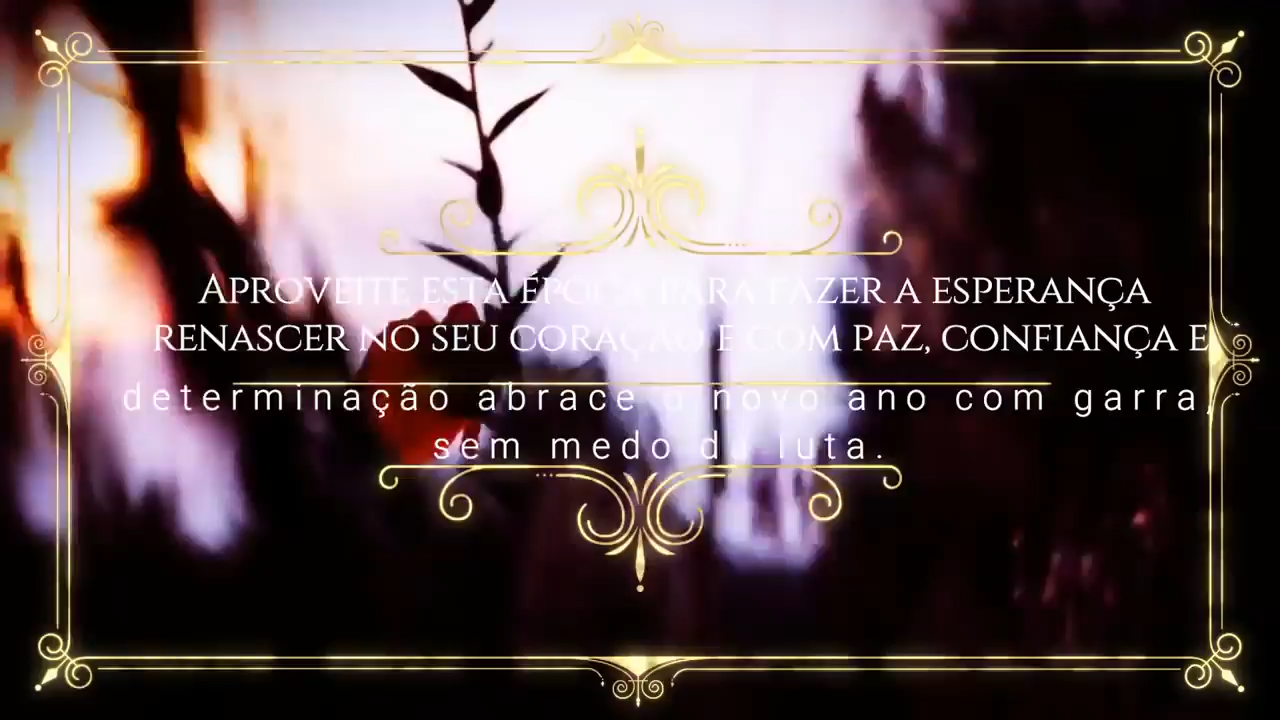 Aproveite esta época para fazer a esperança
renascer no seu coração e com paz, confiança e
determinação abrace o novo ano com garra,
sem medo da luta.